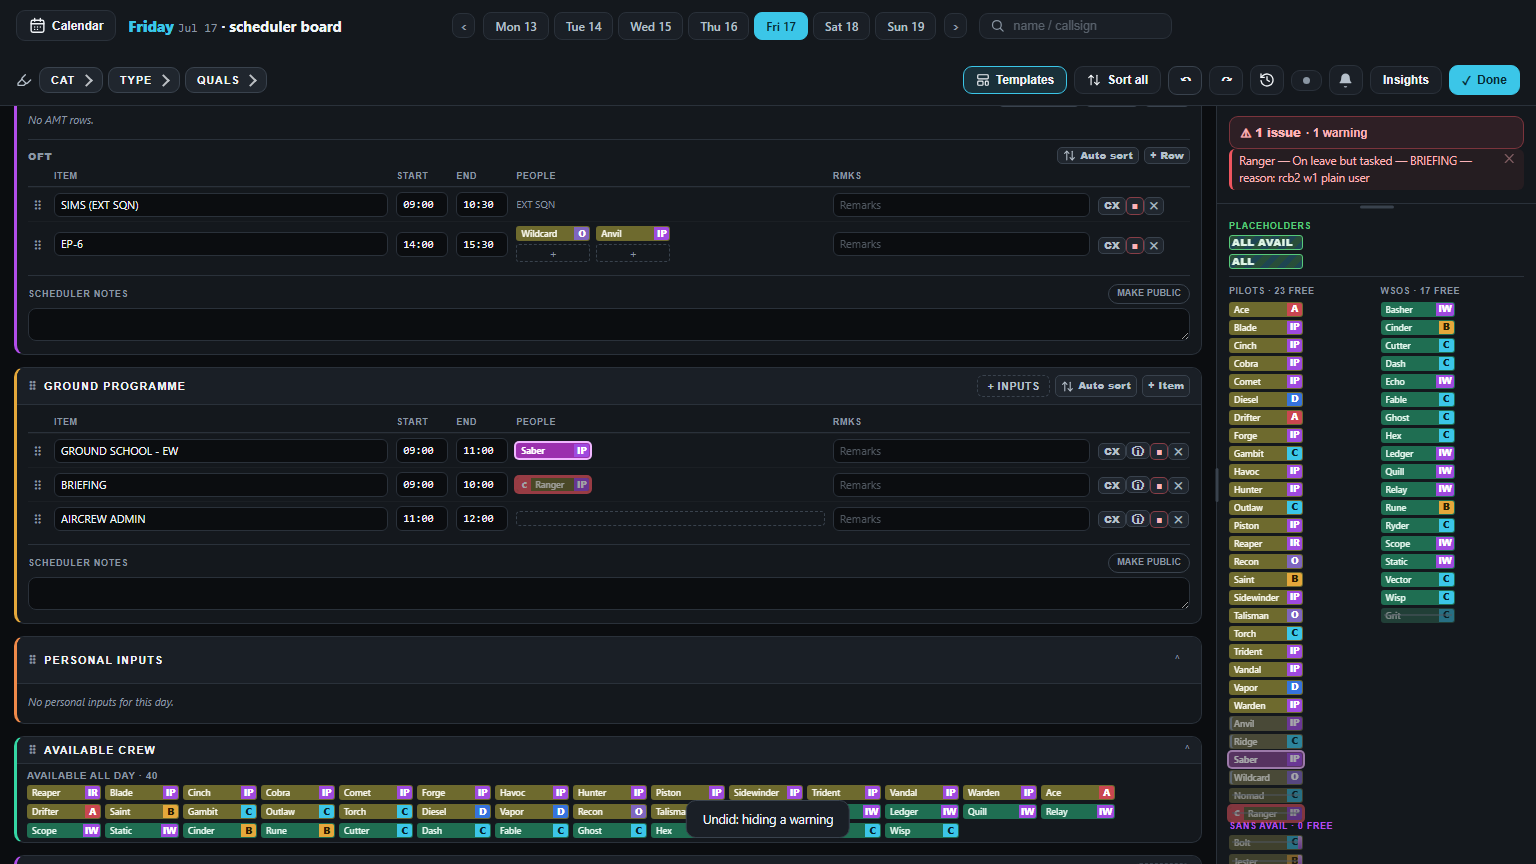 Calendar
Friday Jul 17 · scheduler board
‹ Mon 13 Tue 14 Wed 15 Thu 16 Fri 17 Sat 18 Sun 19 ›
name / callsign
CAT TYPE QUALS
Templates Sort all Insights ✓ Done
No AMT rows.
OFT
Auto sort + Row
ITEM START END PEOPLE RMKS
SIMS (EXT SQN) 09:00 10:30 EXT SQN Remarks CX
EP-6 14:00 15:30 Wildcard O Anvil IP Remarks CX
+ +
SCHEDULER NOTES MAKE PUBLIC
GROUND PROGRAMME + INPUTS Auto sort + Item
ITEM START END PEOPLE RMKS
GROUND SCHOOL - EW 09:00 11:00 Saber IP Remarks CX
BRIEFING 09:00 10:00 C Ranger IP Remarks CX
AIRCREW ADMIN 11:00 12:00 Remarks CX
SCHEDULER NOTES MAKE PUBLIC
PERSONAL INPUTS
No personal inputs for this day.
AVAILABLE CREW
AVAILABLE ALL DAY · 40
Reaper IR Blade IP Cinch IP Cobra IP Comet IP Forge IP Havoc IP Hunter IP Piston IP Sidewinder IP Trident IP Vandal IP Warden IP Ace A
Drifter A Saint B Gambit C Outlaw C Torch C Diesel D Vapor D Recon O Talisma IW Ledger IW Quill IW Relay IW
Scope IW Static IW Cinder B Rune B Cutter C Dash C Fable C Ghost C Hex C Wisp C
Undid: hiding a warning
⚠ 1 issue · 1 warning
Ranger — On leave but tasked — BRIEFING —
reason: rcb2 w1 plain user
PLACEHOLDERS
ALL AVAIL
ALL
PILOTS · 23 FREE
Ace A
Blade IP
Cinch IP
Cobra IP
Comet IP
Diesel D
Drifter A
Forge IP
Gambit C
Havoc IP
Hunter IP
Outlaw C
Piston IP
Reaper IR
Recon O
Saint B
Sidewinder IP
Talisman O
Torch C
Trident IP
Vandal IP
Vapor D
Warden IP
Anvil IP
Ridge C
Saber IP
Wildcard O
Nomad C
C Ranger IP
WSOS · 17 FREE
Basher IW
Cinder B
Cutter C
Dash C
Echo IW
Fable C
Ghost C
Hex C
Ledger IW
Quill IW
Relay IW
Rune B
Ryder C
Scope IW
Static IW
Vector C
Wisp C
Grit C
SANS AVAIL · 0 FREE
Bolt C
Jester B